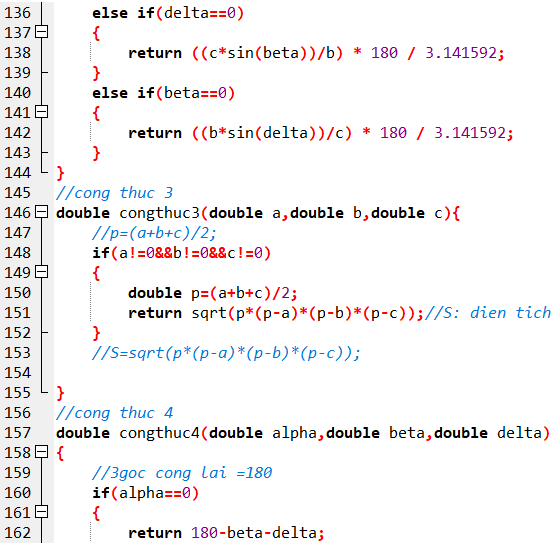 136 else if(delta==0)
137 {
138 return ((c*sin(beta))/b) * 180 / 3.141592;
139 }
140 else if(beta==0)
141 {
142 return ((b*sin(delta))/c) * 180 / 3.141592;
143 }
144 }
145 //cong thuc 3
146 double congthuc3(double a,double b,double c){
147 //p=(a+b+c)/2;
148 if(a!=0&&b!=0&&c!=0)
149 {
150 double p=(a+b+c)/2;
151 return sqrt(p*(p-a)*(p-b)*(p-c));//S: dien tich
152 }
153 //S=sqrt(p*(p-a)*(p-b)*(p-c));
154
155 }
156 //cong thuc 4
157 double congthuc4(double alpha,double beta,double delta)
158 {
159 //3goc cong lai =180
160 if(alpha==0)
161 {
162 return 180-beta-delta;